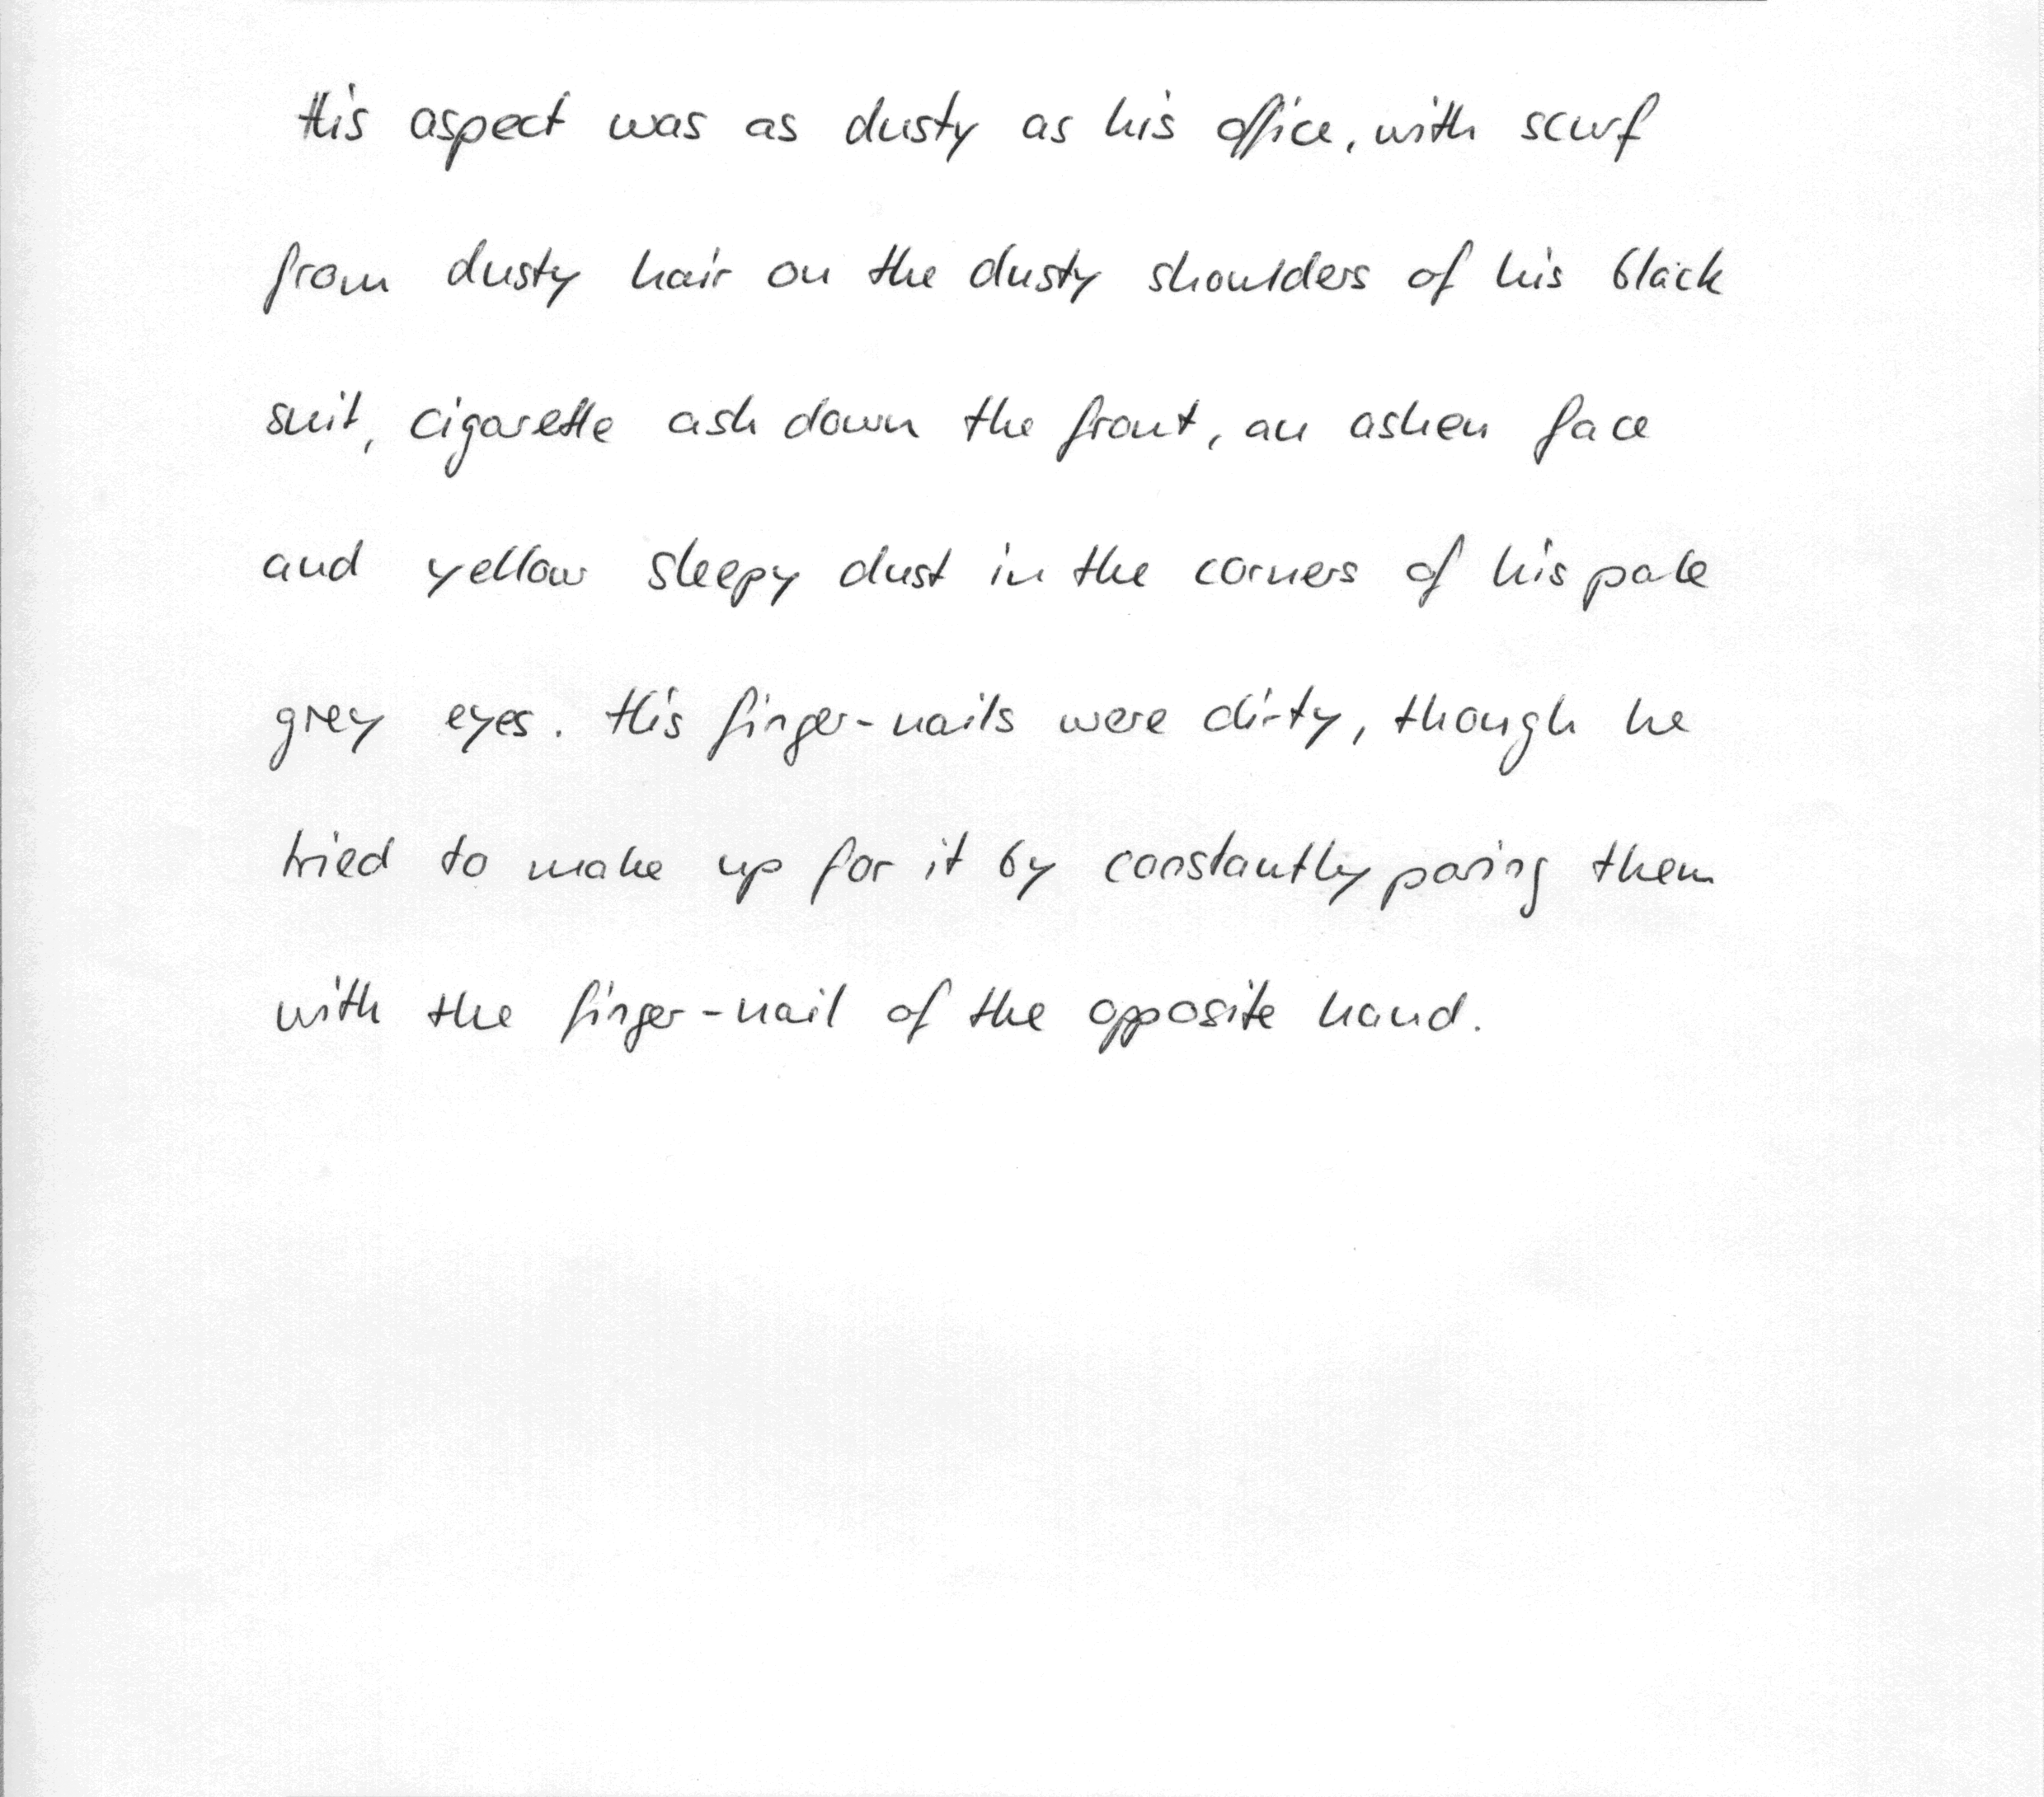 His aspect was as dusty as his office, with scurf
from dusty hair on the dusty shoulders of his black
suit, cigarette ash down the front, an ashen face
and yellow sleepy dust in the corners of his pale
grey eyes. His finger-nails were dirty, though he
tried to make up for it by constantly paring them
with the finger-nail of the opposite hand.